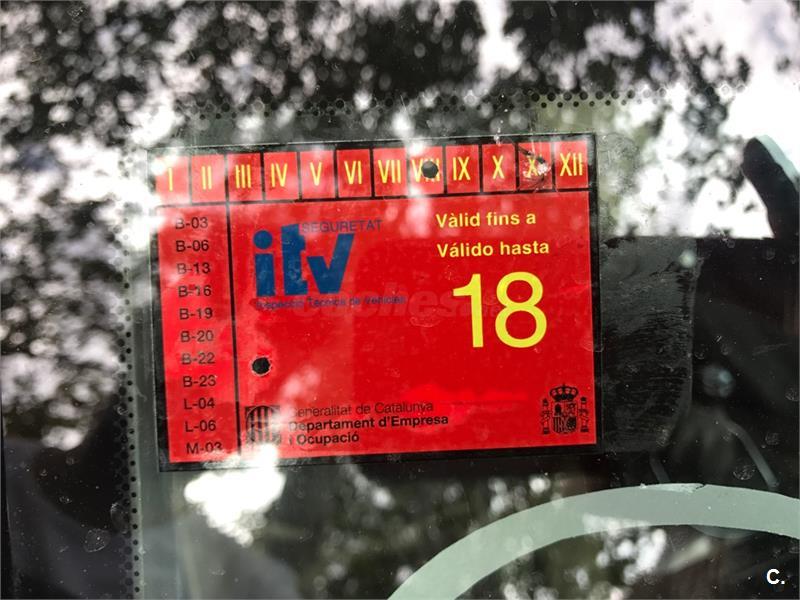 I II III IV V VI VII VIII IX X XI XII
B-03
B-06
B-13
B-16
B-19
B-20
B-22
B-23
L-04
L-06
M-03
SEGURETAT
itv
Inspecció Tècnica de Vehicles
Vàlid fins a
Válido hasta
18
Generalitat de Catalunya
Departament d'Empresa
i Ocupació
C.